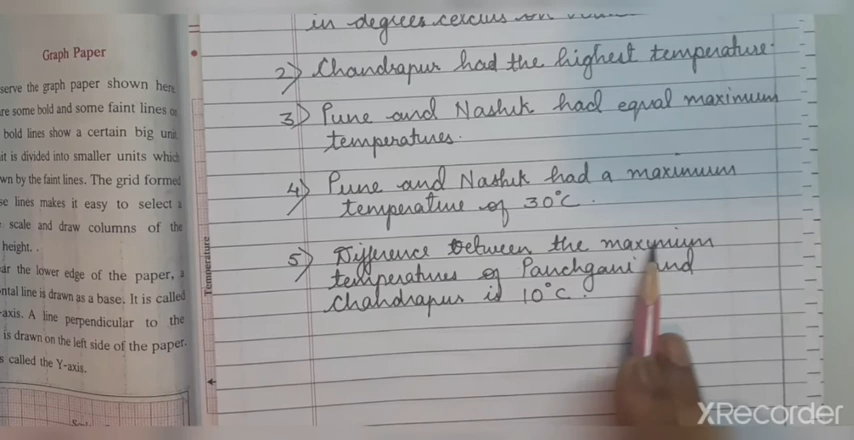 Graph Paper
serve the graph paper shown here.
re some bold and some faint lines o
bold lines show a certain big unit.
it is divided into smaller units which
wn by the faint lines. The grid formed
se lines makes it easy to select a
scale and draw columns of the
height. .
ar the lower edge of the paper, a
ntal line is drawn as a base. It is called
-axis. A line perpendicular to the
is drawn on the left side of the paper.
s called the Y-axis.
Temperature
in degrees celcius on
2) Chandrapur had the highest temperature.
3) Pune and Nashik had equal maximum
temperatures.
4) Pune and Nashik had a maximum
temperature of 30°C.
5) Difference between the maximum
temperatures of Panchgani and
Chandrapur is 10°C.
XRecorder